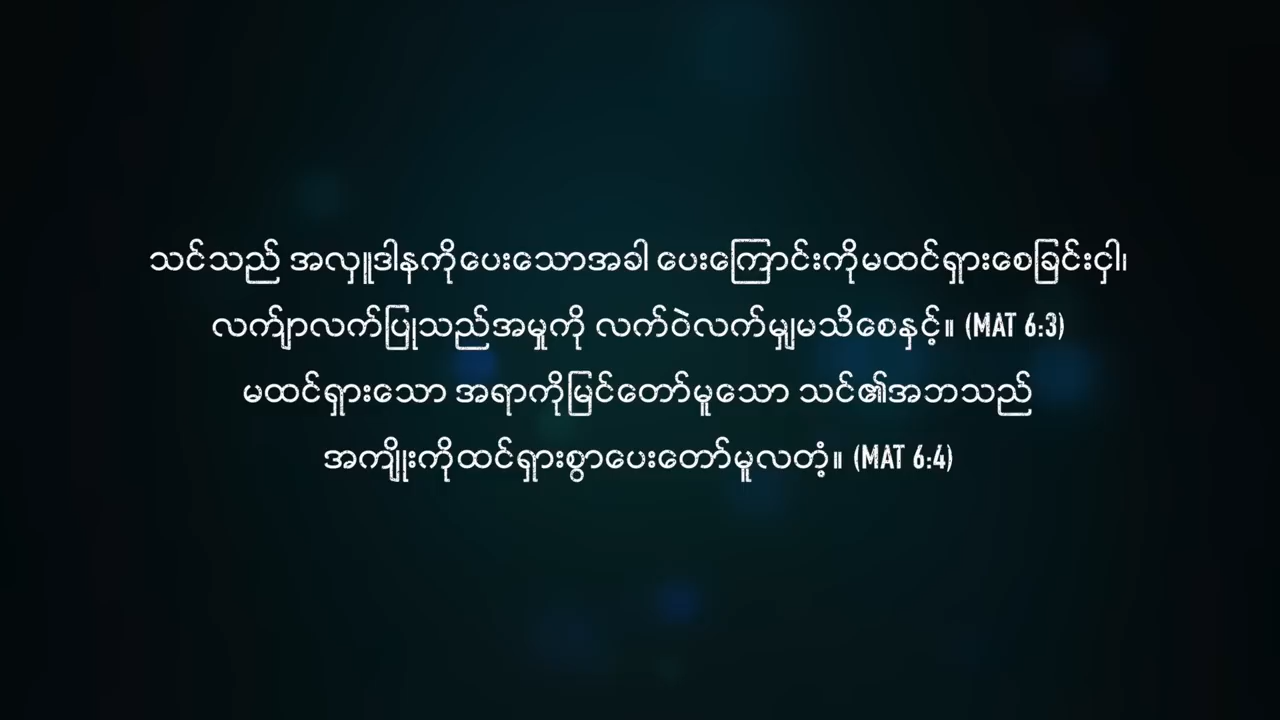 သင်သည် အလှူဒါနကိုပေးသောအခါ ပေးကြောင်းကိုမထင်ရှားစေခြင်းငှါ၊
လက်ျာလက်ပြုသည်အမှုကို လက်ဝဲလက်မျှမသိစေနှင့်။ (MAT 6:3)
မထင်ရှားသော အရာကိုမြင်တော်မူသော သင်၏အဘသည်
အကျိုးကိုထင်ရှားစွာပေးတော်မူလတံ့။ (MAT 6:4)